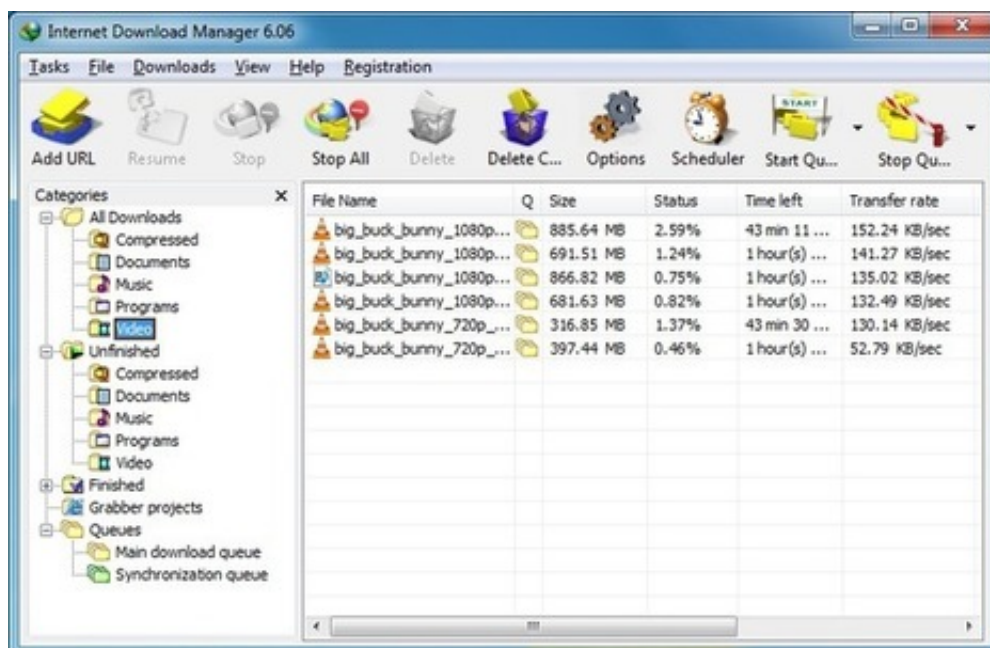 Internet Download Manager 6.06
Tasks File Downloads View Help Registration
START
Add URL Resume Stop Stop All Delete Delete C... Options Scheduler Start Qu... Stop Qu...
Categories
All Downloads
Compressed
Documents
Music
Programs
Video
Unfinished
Compressed
Documents
Music
Programs
Video
Finished
Grabber projects
Queues
Main download queue
Synchronization queue
File Name Q Size Status Time left Transfer rate
big_buck_bunny_1080p... 885.64 MB 2.59% 43 min 11 ... 152.24 KB/sec
big_buck_bunny_1080p... 691.51 MB 1.24% 1 hour(s) ... 141.27 KB/sec
big_buck_bunny_1080p... 866.82 MB 0.75% 1 hour(s) ... 135.02 KB/sec
big_buck_bunny_1080p... 681.63 MB 0.82% 1 hour(s) ... 132.49 KB/sec
big_buck_bunny_720p_... 316.85 MB 1.37% 43 min 30 ... 130.14 KB/sec
big_buck_bunny_720p_... 397.44 MB 0.46% 1 hour(s) ... 52.79 KB/sec